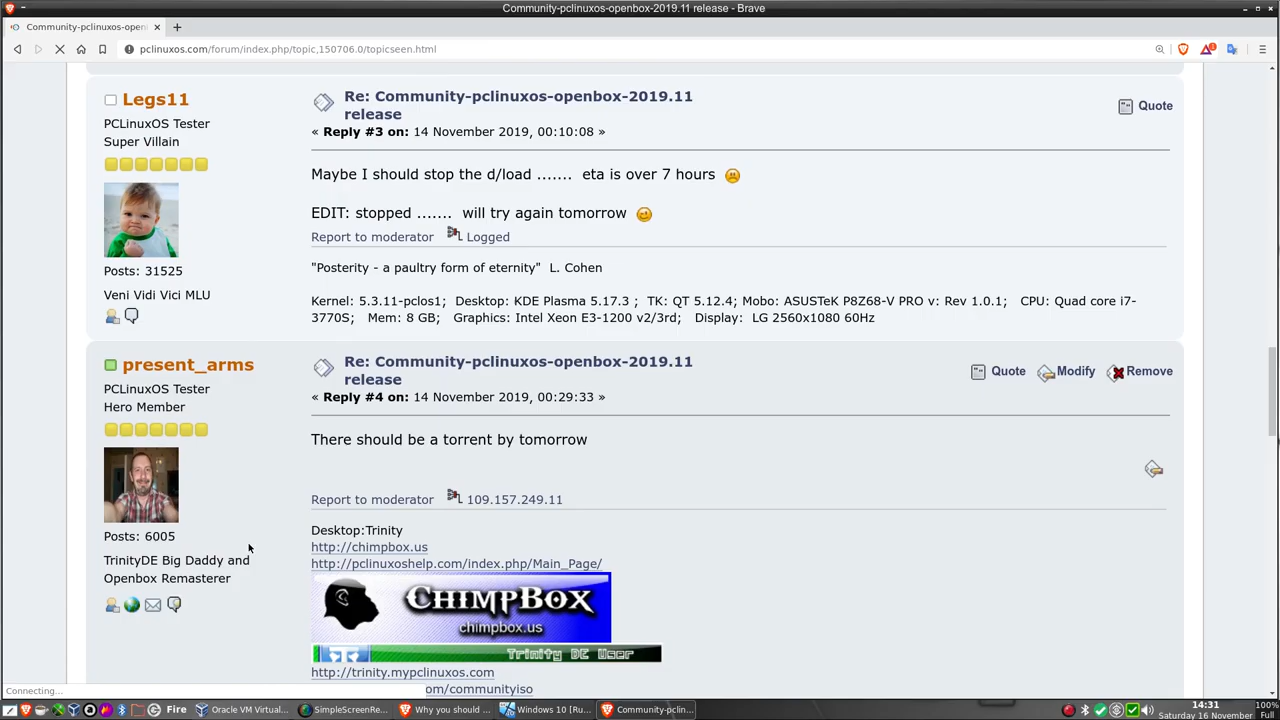 Community-pclinuxos-openbox-2019.11 release - Brave
Community-pclinuxos-open
pclinuxos.com/forum/index.php/topic,150706.0/topicseen.html
Legs11
PCLinuxOS Tester
Super Villain
Posts: 31525
Veni Vidi Vici MLU
Re: Community-pclinuxos-openbox-2019.11
release
« Reply #3 on: 14 November 2019, 00:10:08 »
Quote
Maybe I should stop the d/load ....... eta is over 7 hours
EDIT: stopped ....... will try again tomorrow
Report to moderator Logged
"Posterity - a paultry form of eternity" L. Cohen
Kernel: 5.3.11-pclos1; Desktop: KDE Plasma 5.17.3 ; TK: QT 5.12.4; Mobo: ASUSTeK P8Z68-V PRO v: Rev 1.0.1; CPU: Quad core i7-
3770S; Mem: 8 GB; Graphics: Intel Xeon E3-1200 v2/3rd; Display: LG 2560x1080 60Hz
present_arms
PCLinuxOS Tester
Hero Member
Posts: 6005
TrinityDE Big Daddy and
Openbox Remasterer
Re: Community-pclinuxos-openbox-2019.11
release
« Reply #4 on: 14 November 2019, 00:29:33 »
Quote Modify Remove
There should be a torrent by tomorrow
Report to moderator 109.157.249.11
Desktop:Trinity
http://chimpbox.us
http://pclinuxoshelp.com/index.php/Main_Page/
CHIMPBOX
chimpbox.us
Trinity DE User
http://trinity.mypclinuxos.com
om/communityiso
Connecting...
Fire
Oracle VM Virtual...
SimpleScreenRe...
Why you should ...
Windows 10 [Ru...
Community-pclin...
14:31
Saturday 16 November
100%
Full